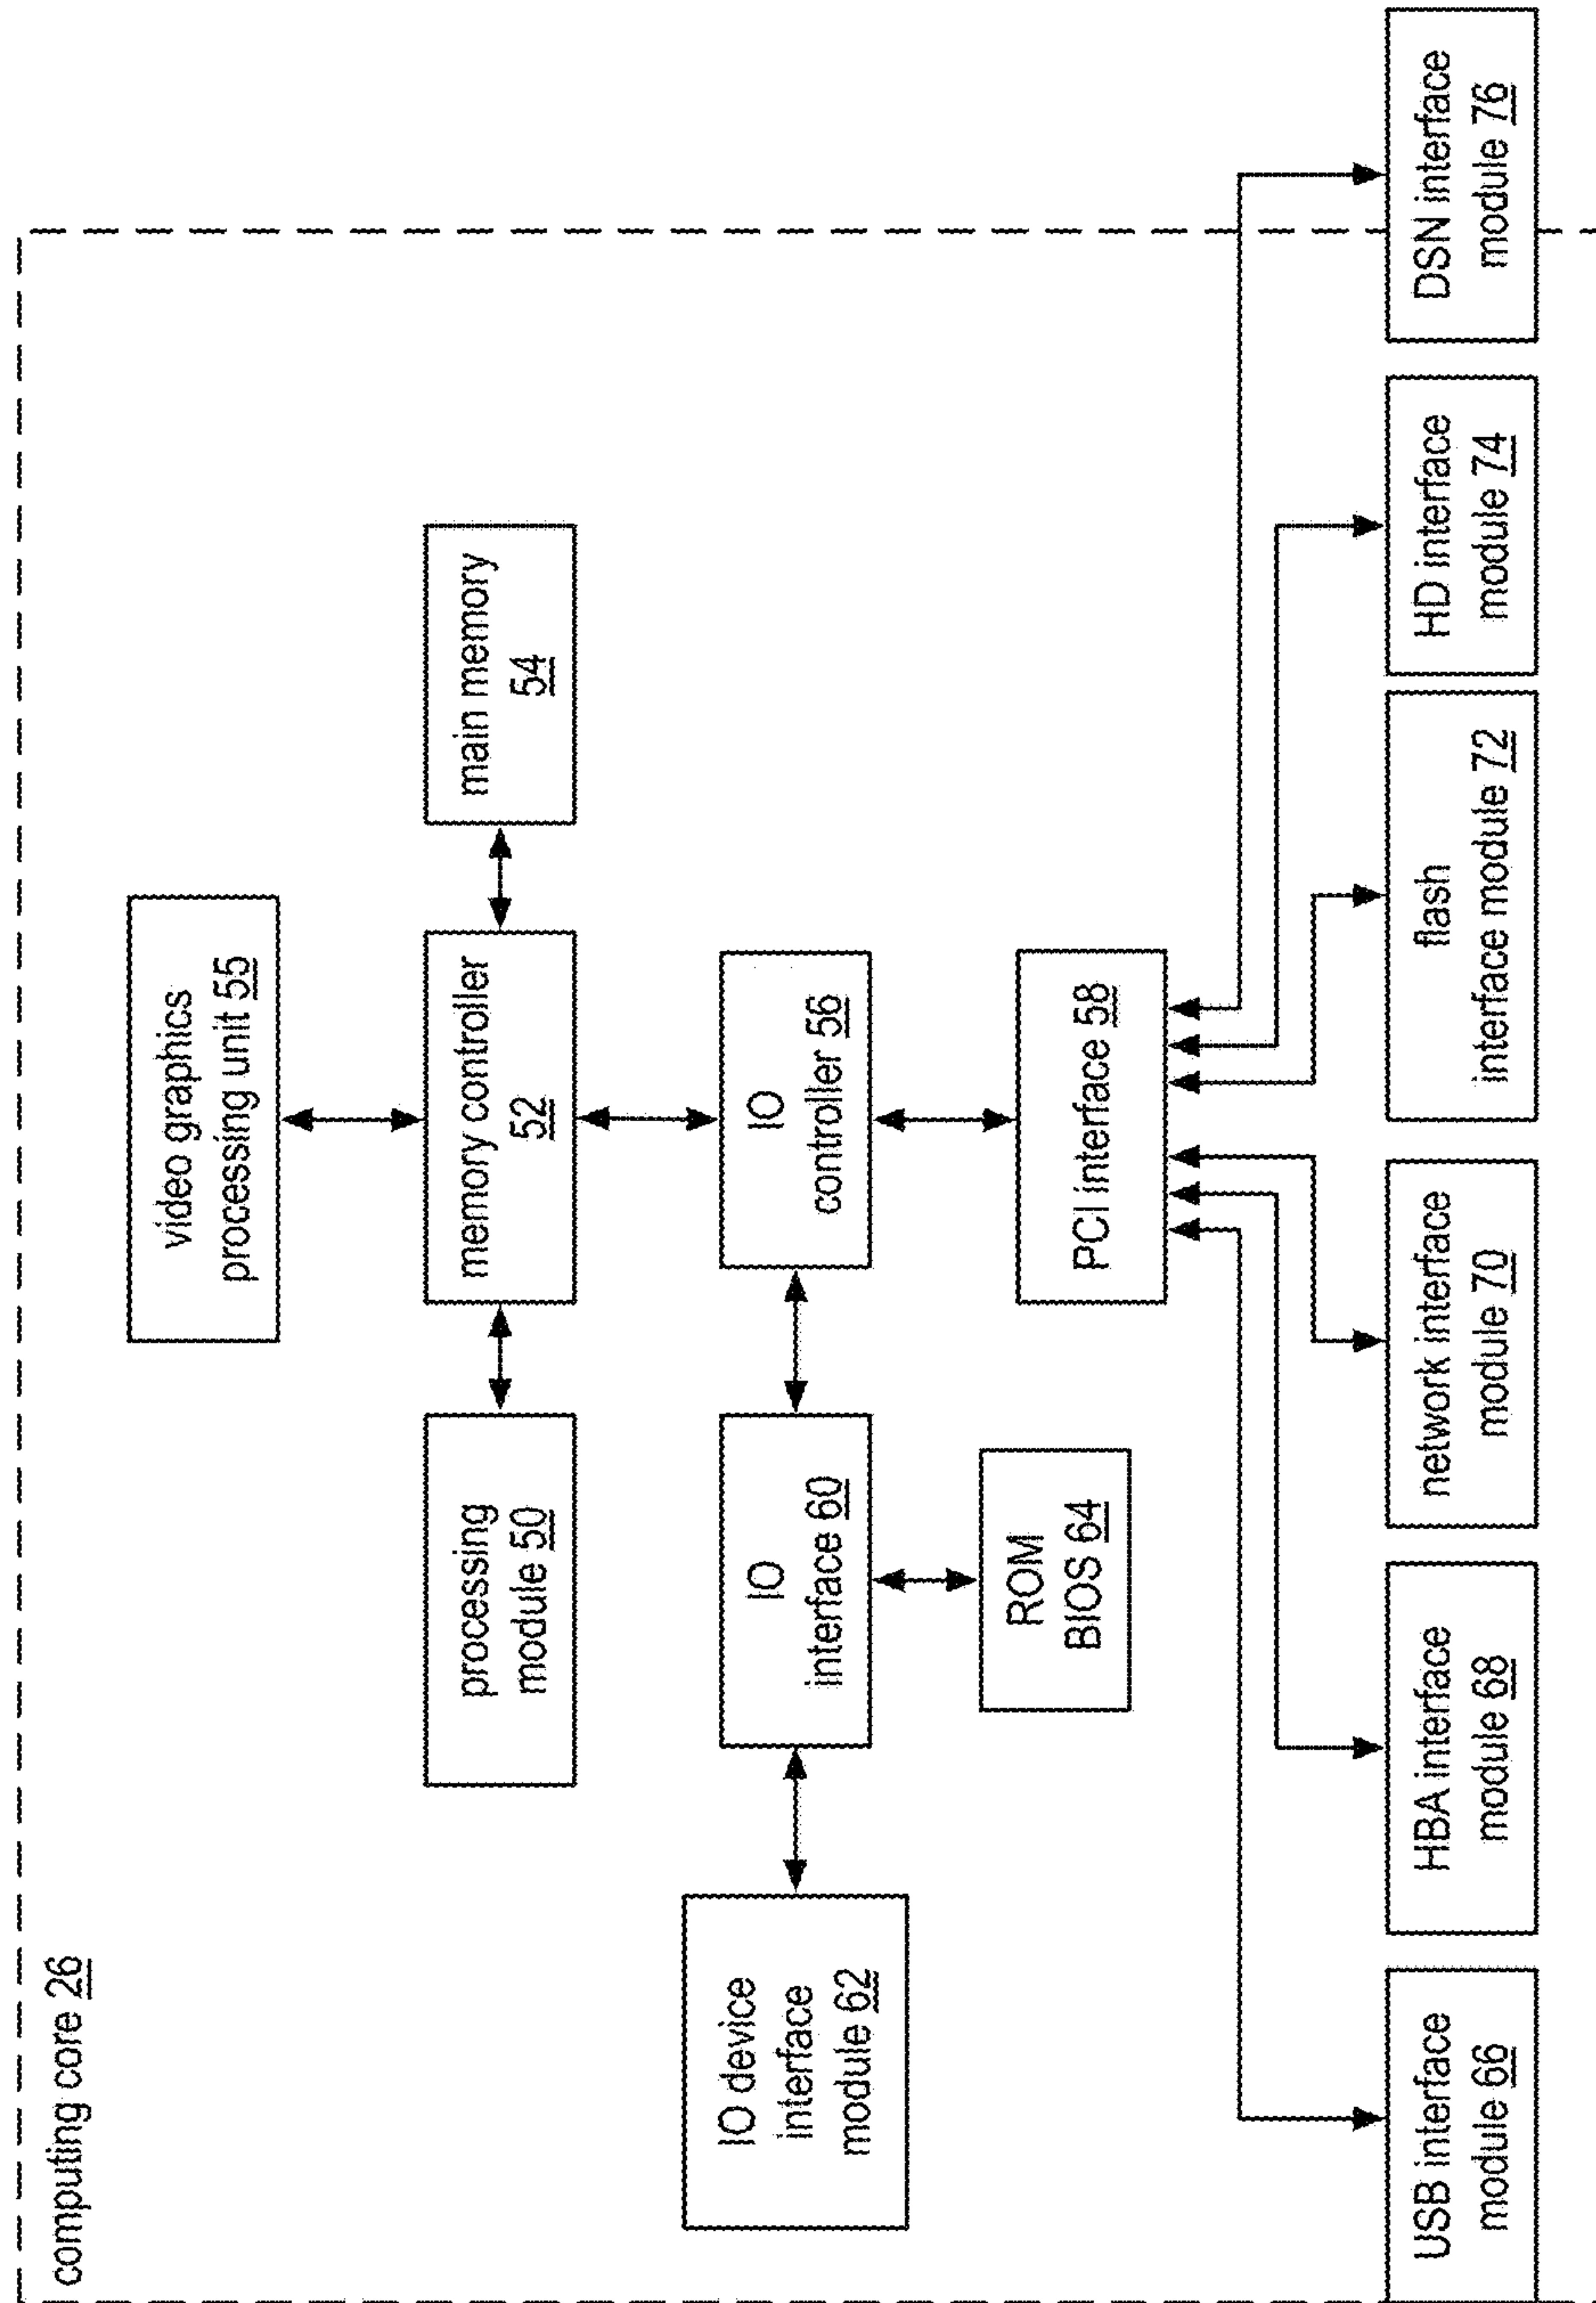 computing core 26
video graphics
processing unit 55
processing
module 50
memory controller
52
main memory
54
IO device
interface
module 62
IO
interface 60
IO
controller 56
ROM
BIOS 64
PCI interface 58
USB interface
module 66
HBA interface
module 68
network interface
module 70
flash
interface module 72
HD interface
module 74
DSN interface
module 76